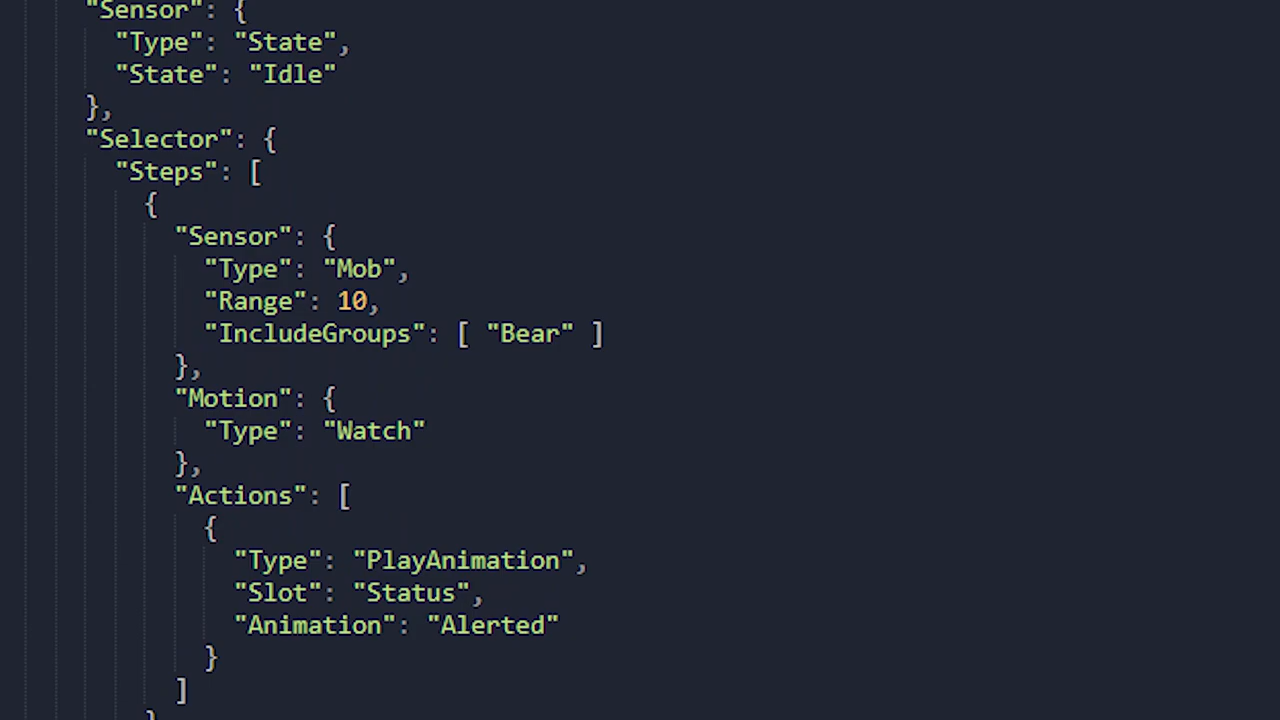 "Sensor": {
"Type": "State",
"State": "Idle"
},
"Selector": {
"Steps": [
{
"Sensor": {
"Type": "Mob",
"Range": 10,
"IncludeGroups": [ "Bear" ]
},
"Motion": {
"Type": "Watch"
},
"Actions": [
{
"Type": "PlayAnimation",
"Slot": "Status",
"Animation": "Alerted"
}
]
}